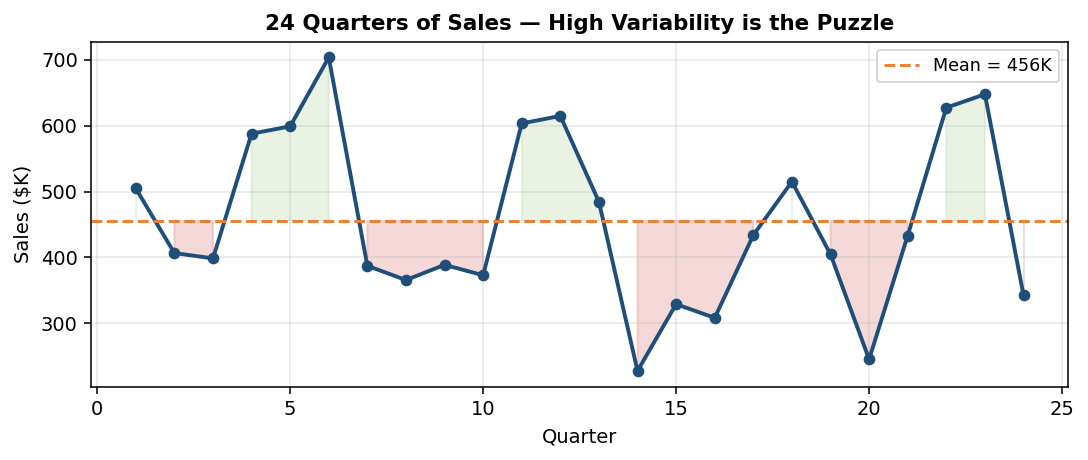 24 Quarters of Sales — High Variability is the Puzzle
Mean = 456K
Sales ($K)
700
600
500
400
300
0 5 10 15 20 25
Quarter